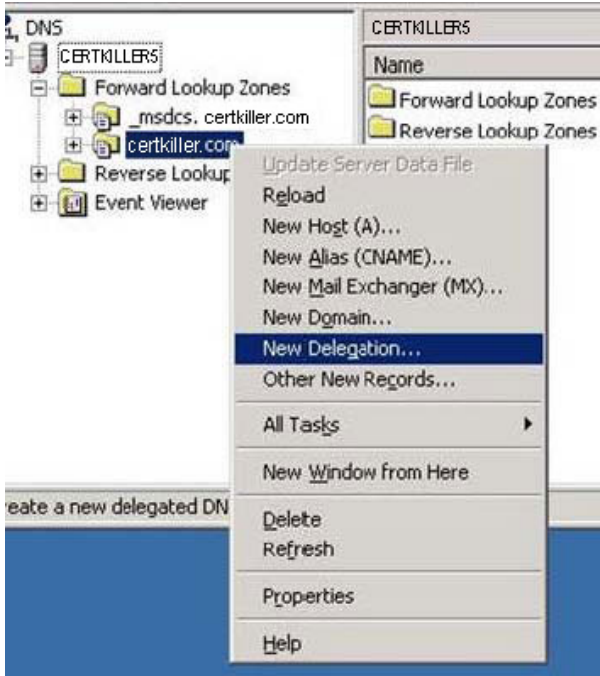 DNS
CERTKILLER5
Forward Lookup Zones
_msdcs. certkiller.com
certkiller.com
Reverse Lookup
Event Viewer
CERTKILLER5
Name
Forward Lookup Zones
Reverse Lookup Zones
Update Server Data File
Reload
New Host (A)...
New Alias (CNAME)...
New Mail Exchanger (MX)...
New Domain...
New Delegation...
Other New Records...
All Tasks
New Window from Here
Delete
Refresh
Properties
Help
reate a new delegated DN